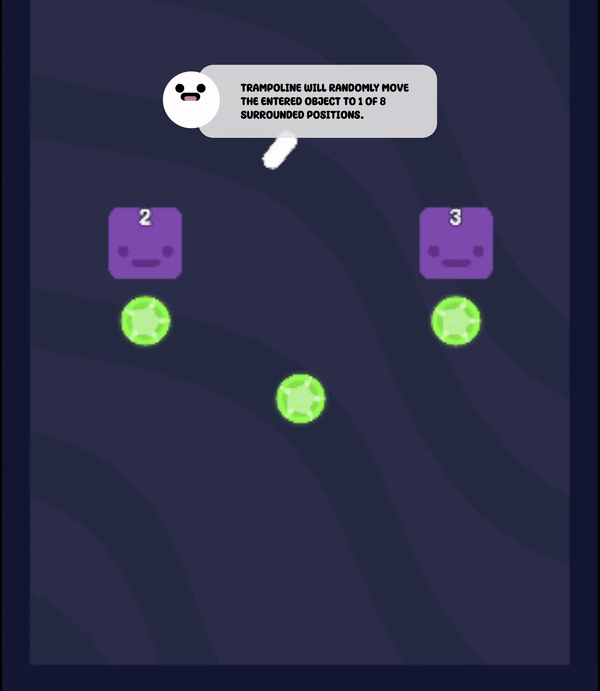 TRAMPOLINE WILL RANDOMLY MOVE
THE ENTERED OBJECT TO 1 OF 8
SURROUNDED POSITIONS.
2
3